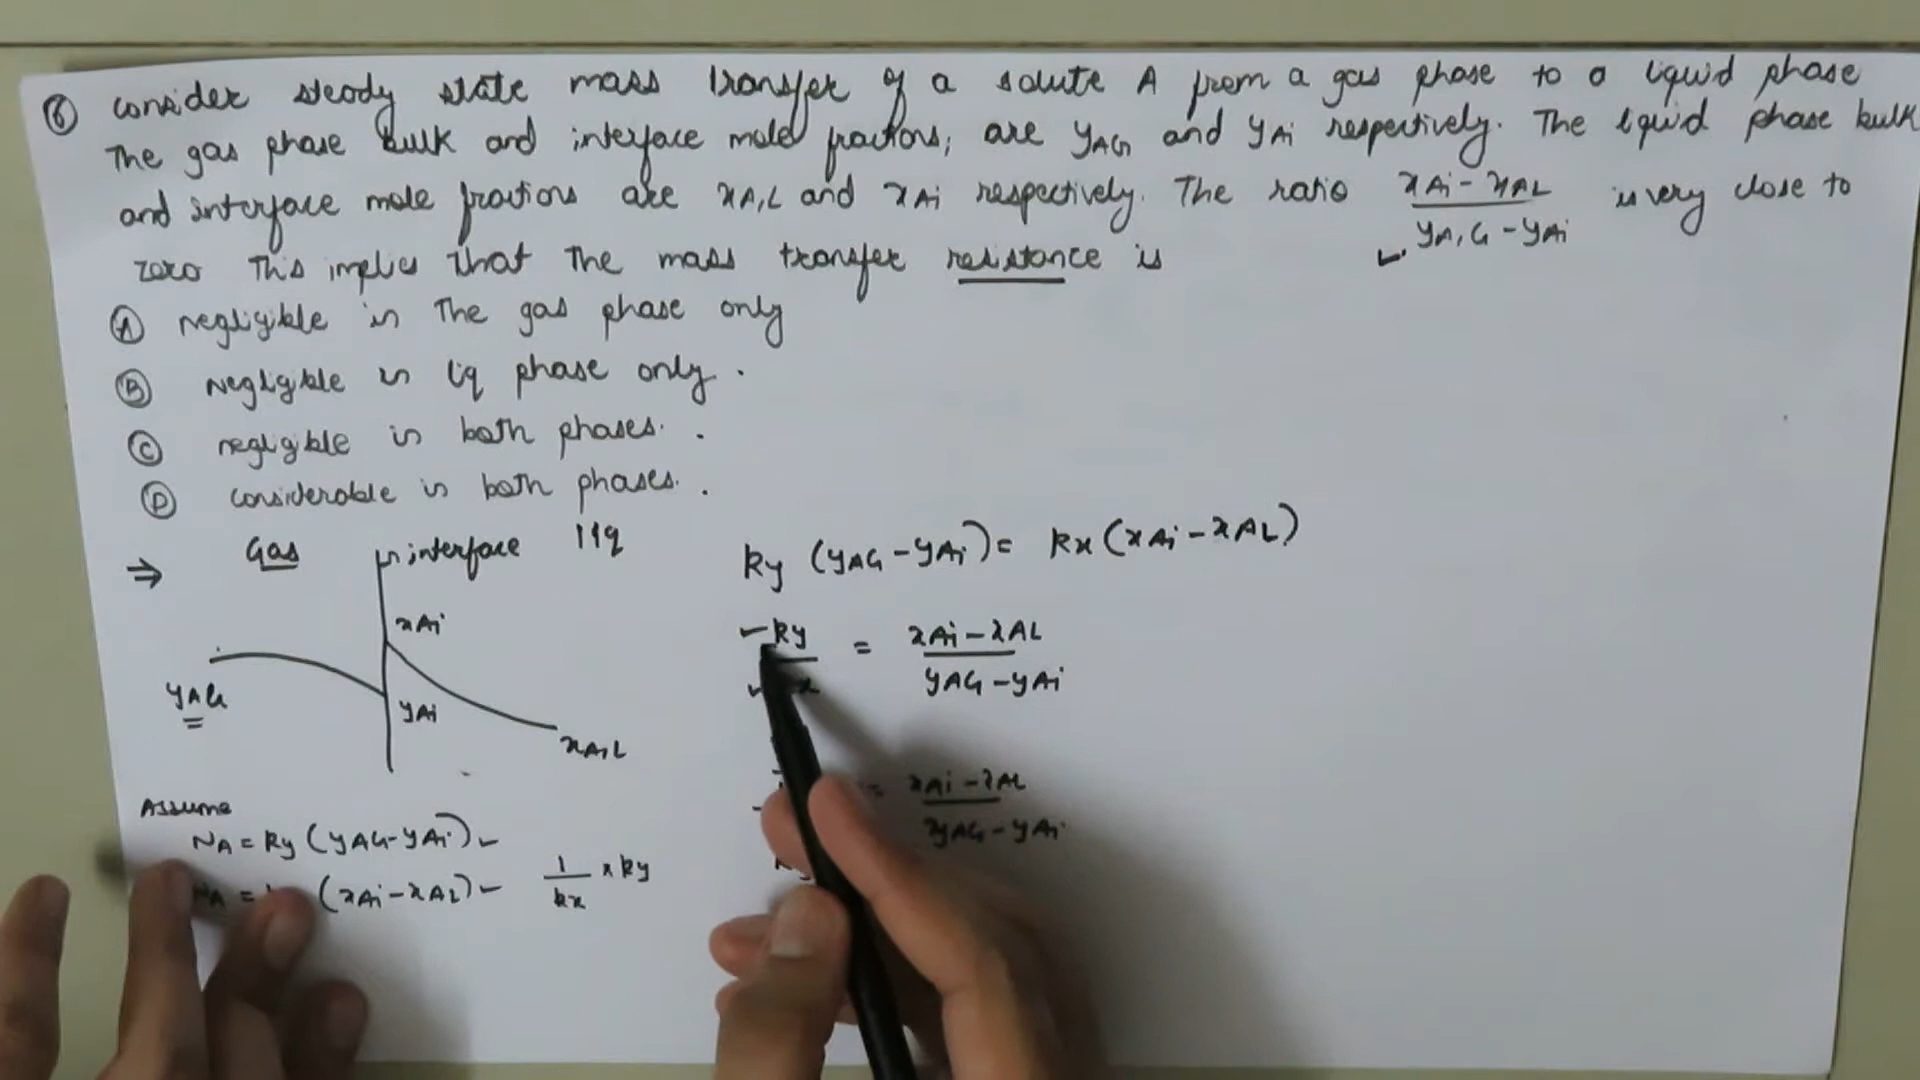 ⑥ consider steady state mass transfer of a solute A from a gas phase to a liquid phase
The gas phase bulk and interface mole fractions, are yAG and yAi respectively. The liquid phase bulk
and interface mole fractions are xA,L and xAi respectively. The ratio xAi - xAL / yA,G - yAi is very close to
zero This implies that the mass transfer resistance is
Ⓐ negligible in the gas phase only
Ⓑ Negligible in liq phase only.
Ⓒ negligible in both phases.
Ⓓ considerable in both phases.
⇒ Gas interface liq
xAi
yAG
yAi
xA,L
Assume
NA = ky (yAG - yAi)
(xAi - xAL)
1/kx x ky
ky (yAG - yAi) = kx (xAi - xAL)
ky = xAi - xAL / yAG - yAi
= xAi - xAL / yAG - yAi